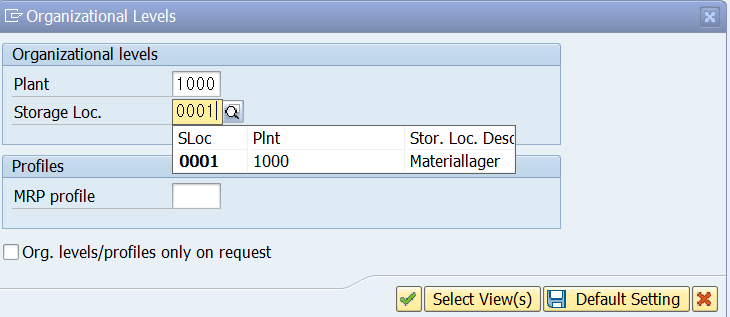 Organizational Levels
Organizational levels
Plant 1000
Storage Loc. 0001
SLoc Plnt Stor. Loc. Desc
0001 1000 Materiallager
Profiles
MRP profile
Org. levels/profiles only on request
Select View(s) Default Setting